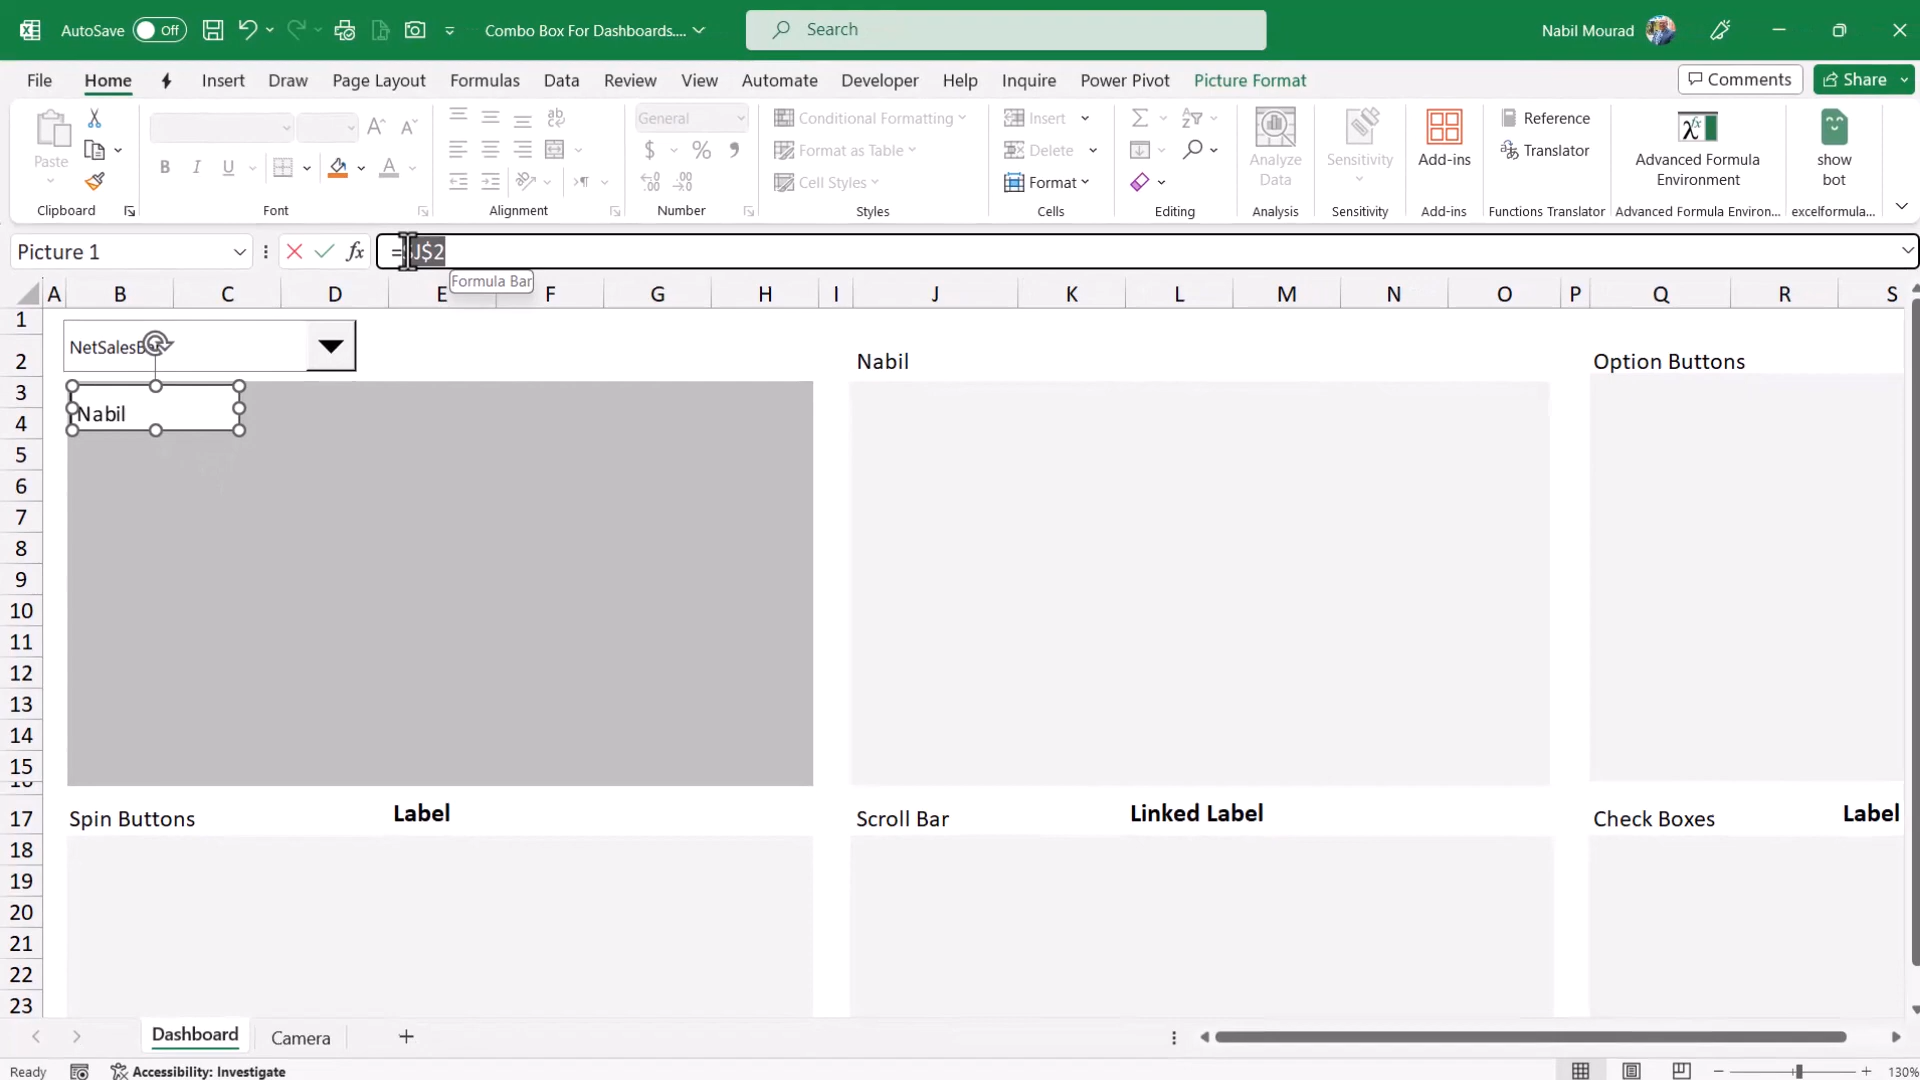 AutoSave Off Combo Box For Dashboards.... Search Nabil Mourad
File Home Insert Draw Page Layout Formulas Data Review View Automate Developer Help Inquire Power Pivot Picture Format Comments Share
General Conditional Formatting Insert Reference
Paste Format as Table Delete Analyze Data Sensitivity Add-ins Translator Advanced Formula Environment show bot
Cell Styles Format
Clipboard Font Alignment Number Styles Cells Editing Analysis Sensitivity Add-ins Functions Translator Advanced Formula Environ... excelformula...
Picture 1 fx =$J$2
Formula Bar
A B C D E F G H I J K L M N O P Q R S
1
NetSalesBar
2 Nabil Option Buttons
3
4 Nabil
5
6
7
8
9
10
11
12
13
14
15
16
17 Spin Buttons Label Scroll Bar Linked Label Check Boxes Label
18
19
20
21
22
23
Dashboard Camera
Ready Accessibility: Investigate 130%